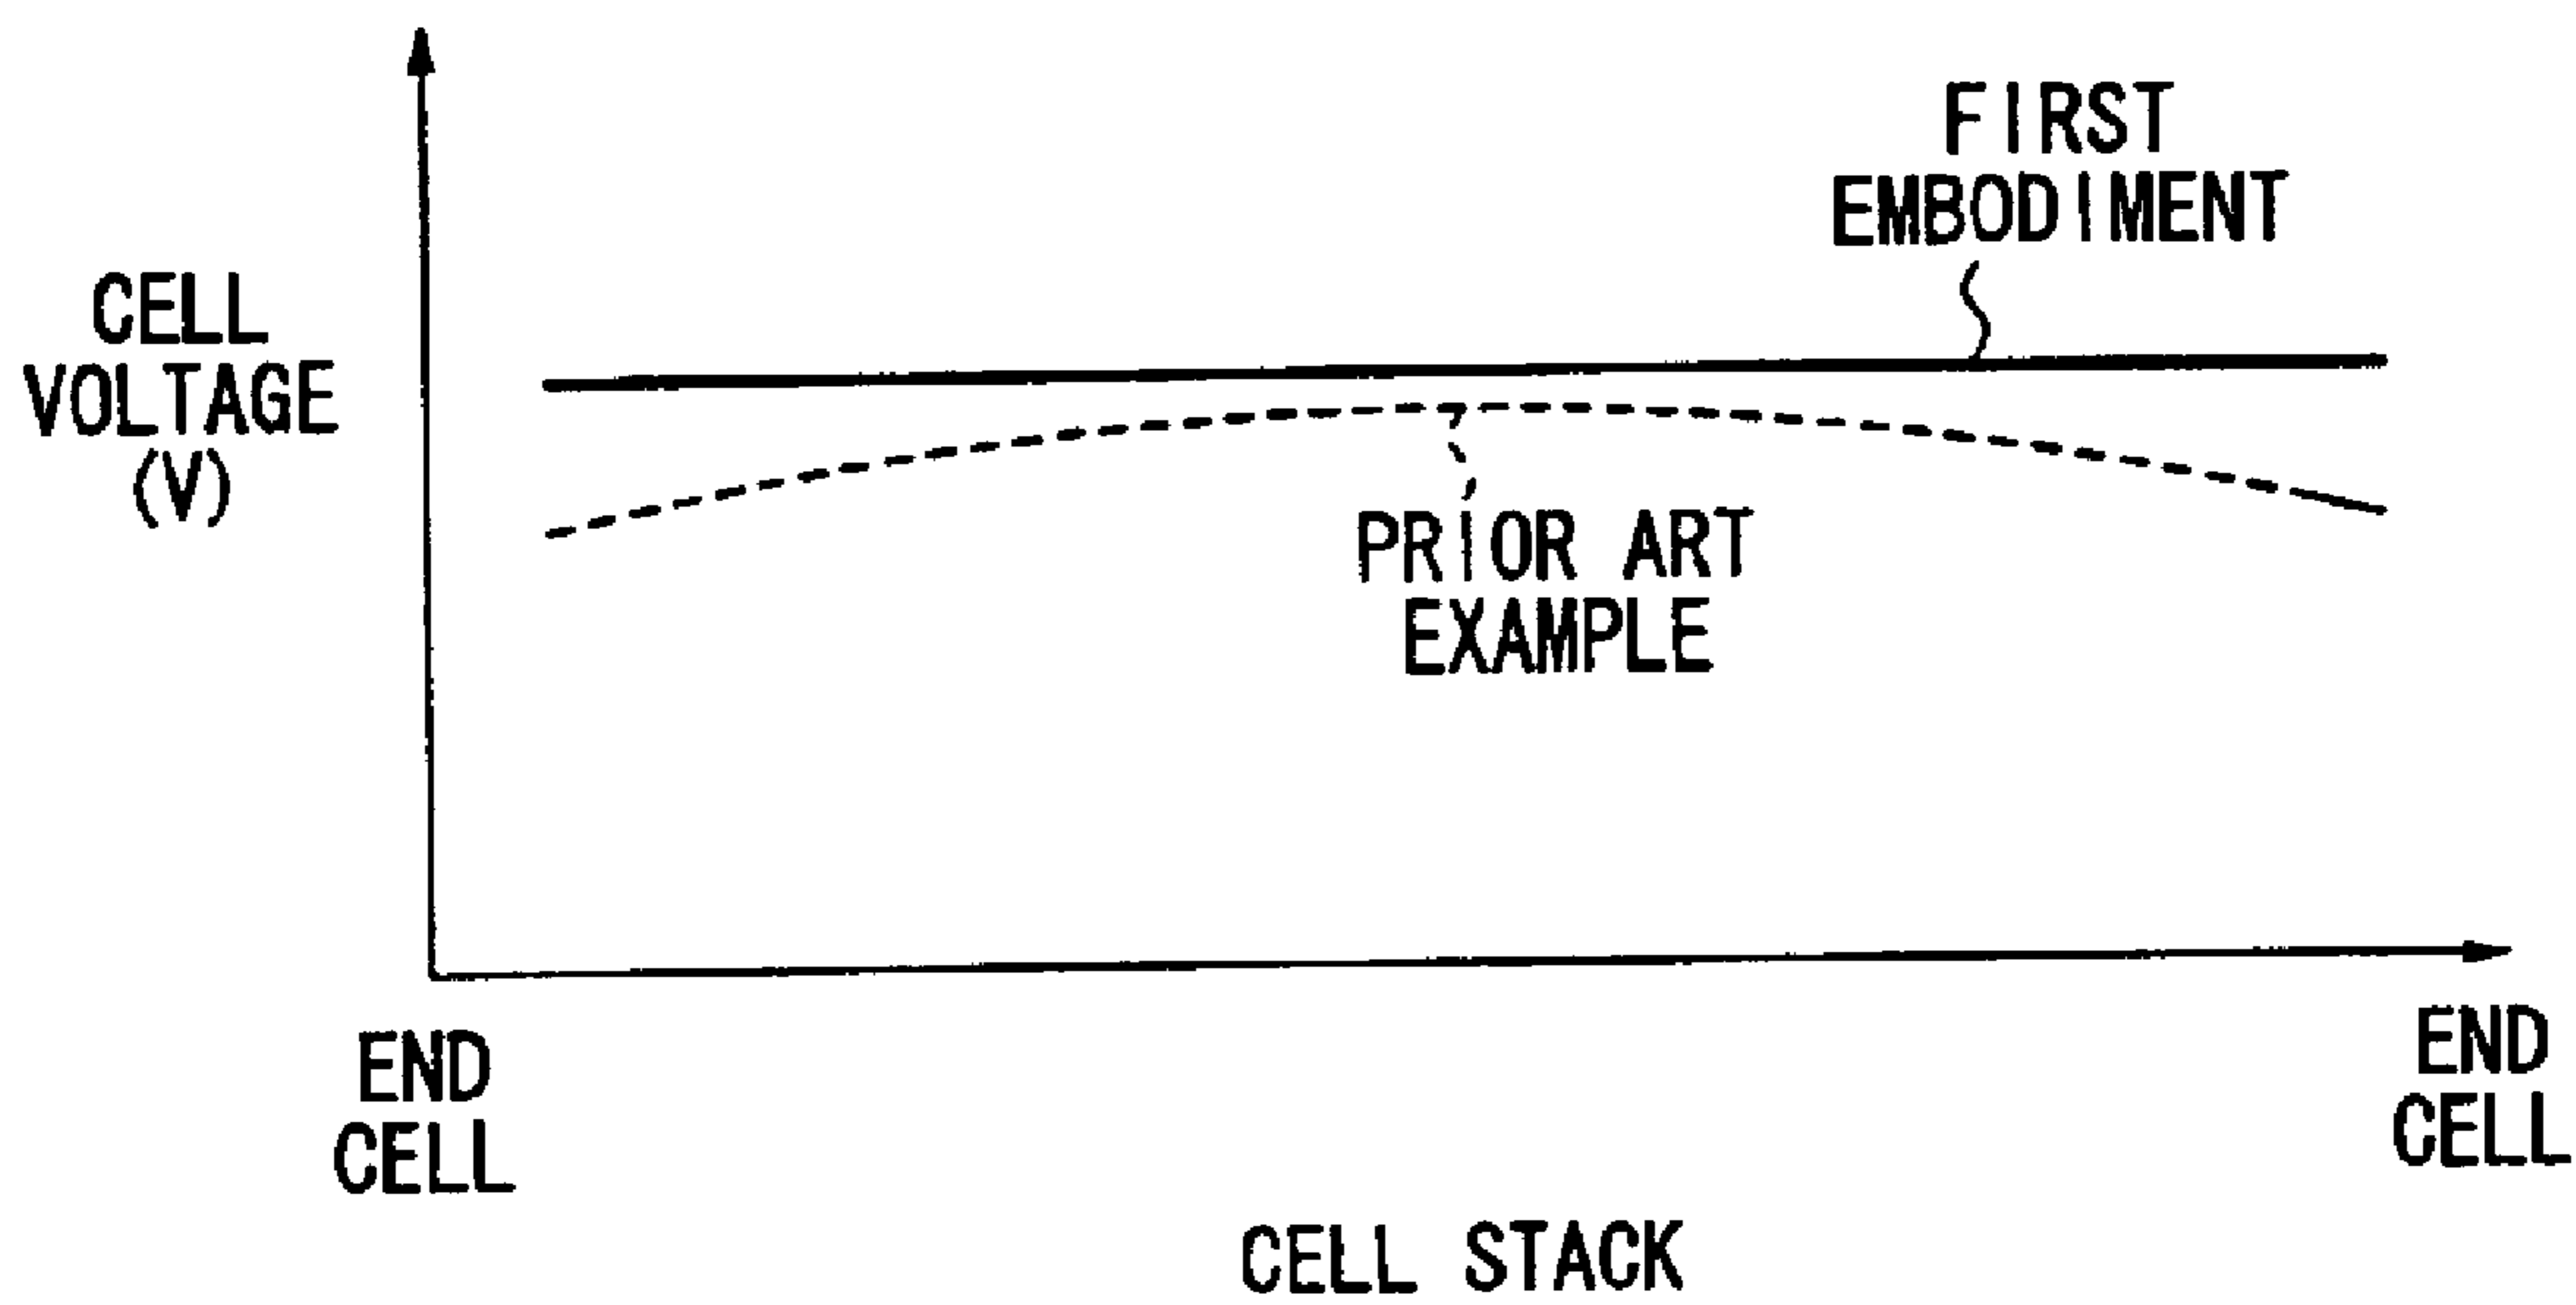 FIRST
EMBODIMENT
CELL
VOLTAGE
(V)
PRIOR ART
EXAMPLE
END
CELL
END
CELL
CELL STACK